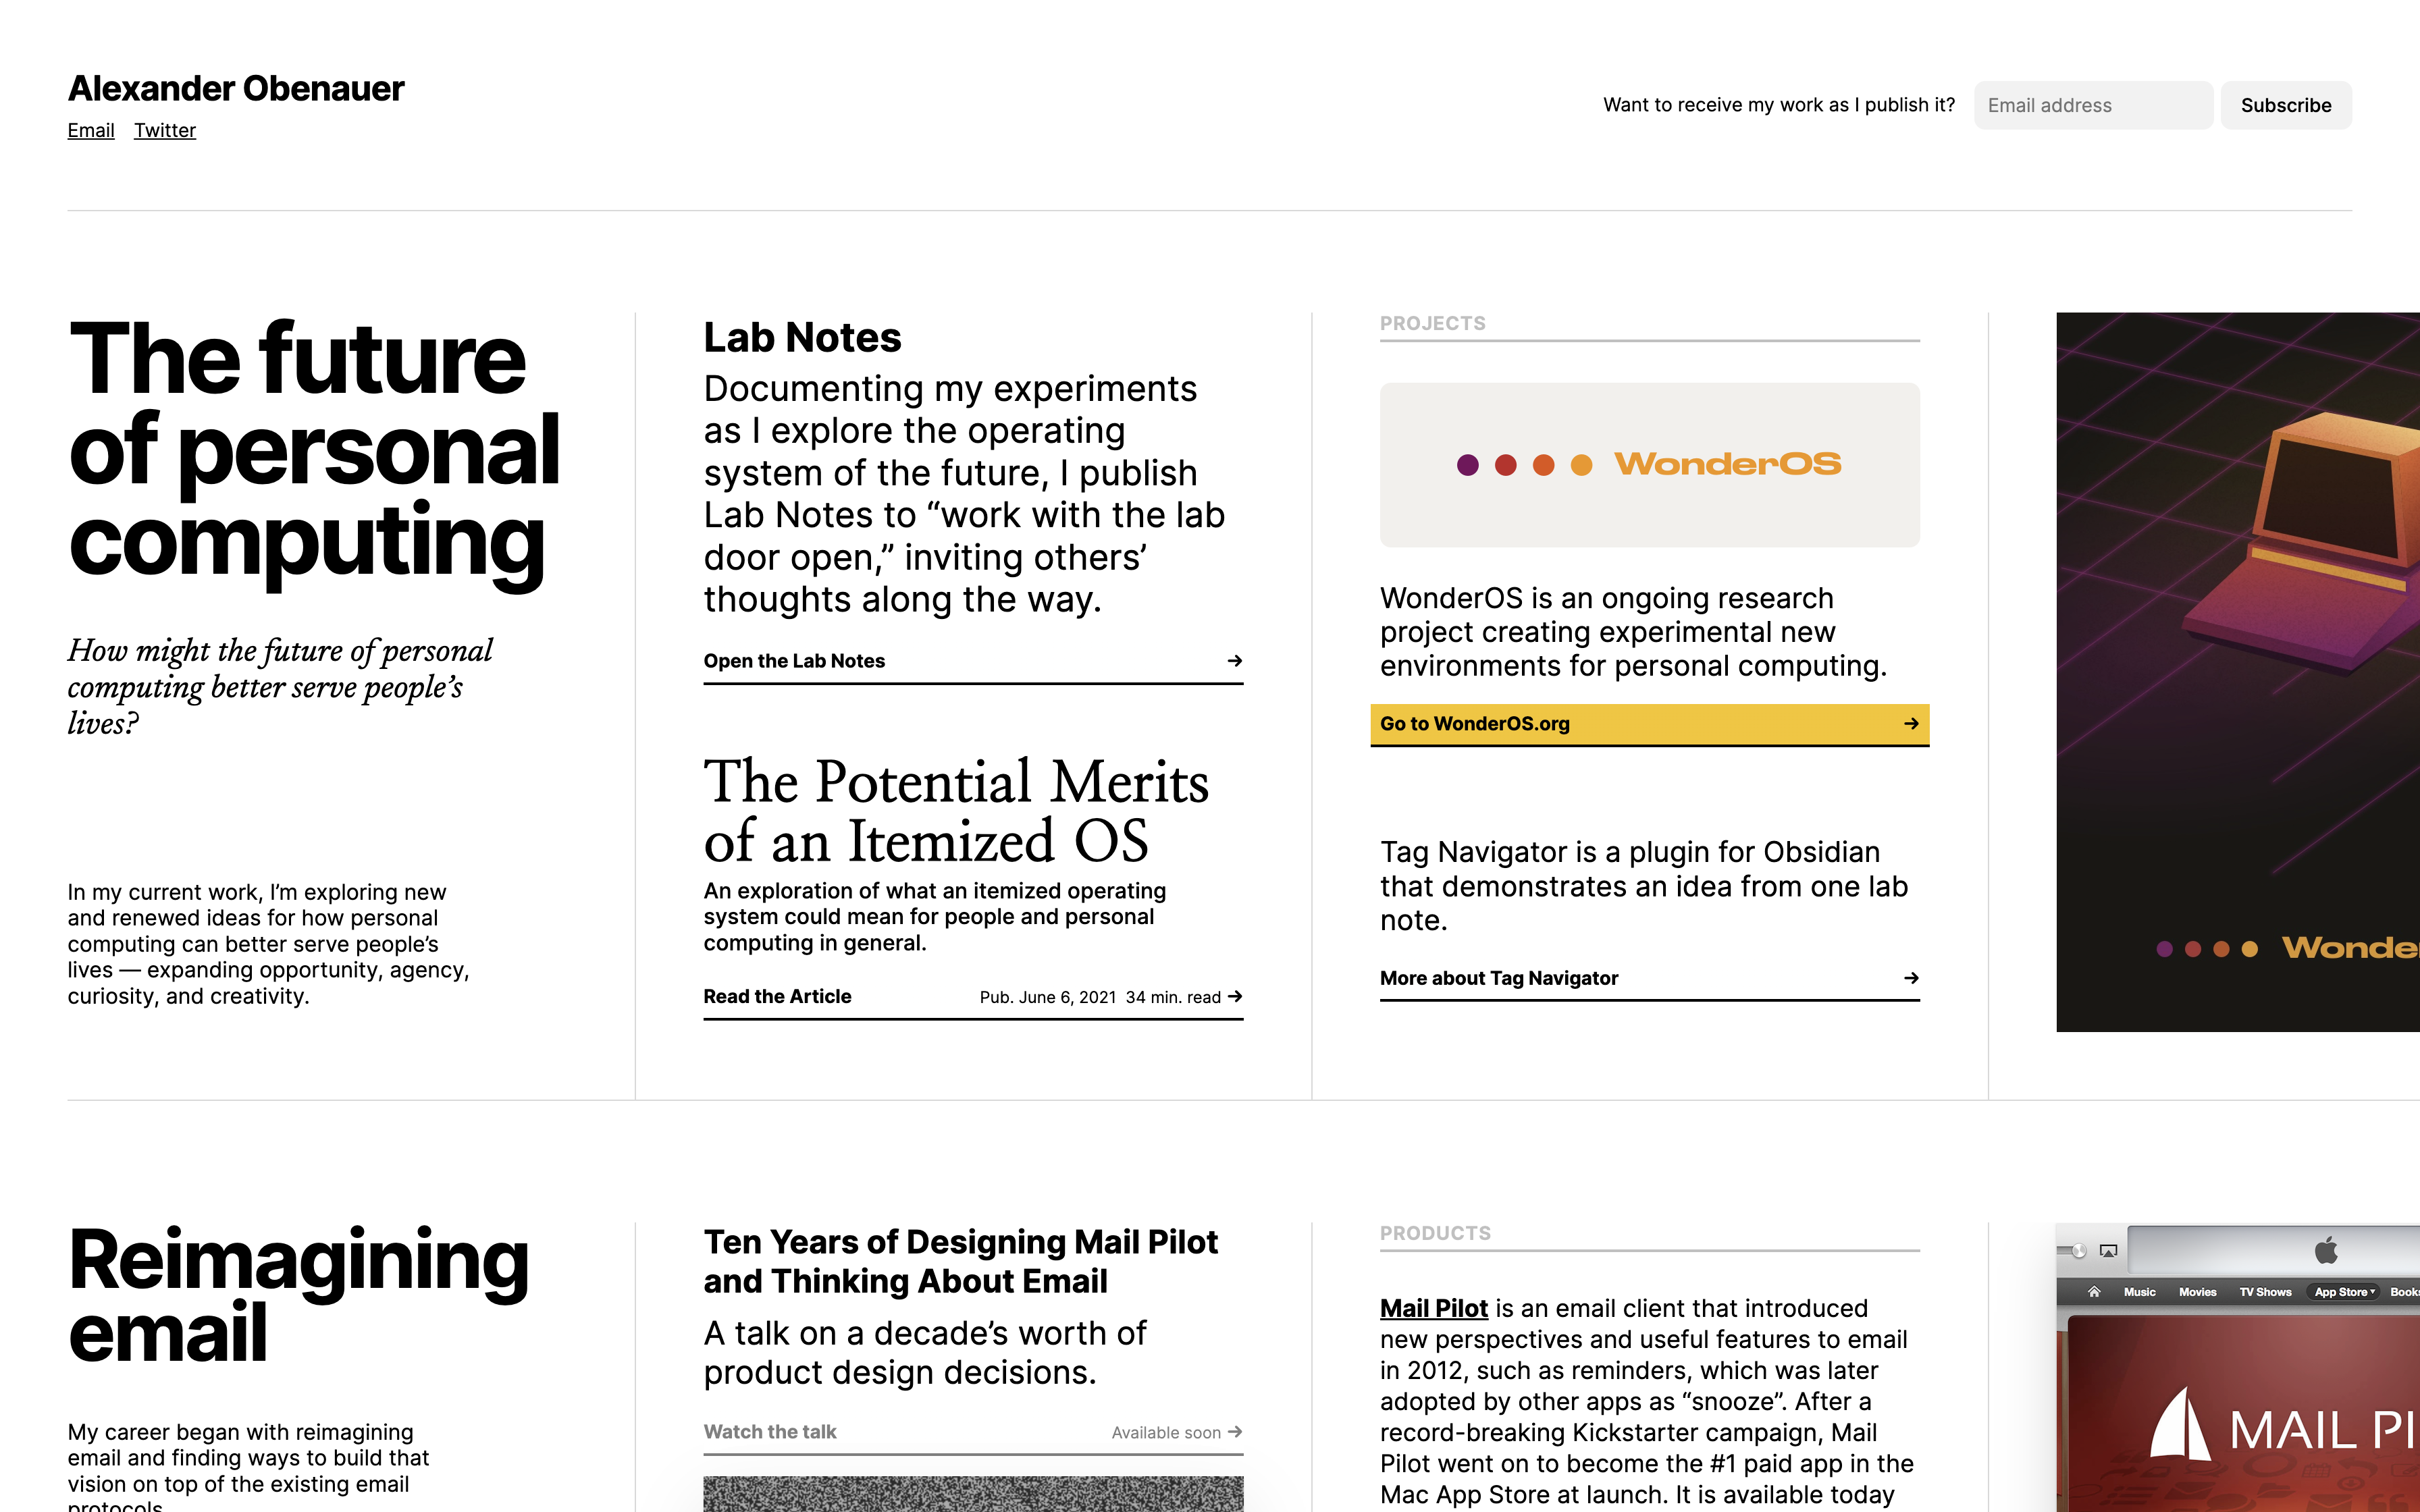 Alexander Obenauer
Email Twitter
Want to receive my work as I publish it? Email address Subscribe
The future
of personal
computing
How might the future of personal
computing better serve people’s
lives?
In my current work, I’m exploring new
and renewed ideas for how personal
computing can better serve people’s
lives — expanding opportunity, agency,
curiosity, and creativity.
Lab Notes
Documenting my experiments
as I explore the operating
system of the future, I publish
Lab Notes to “work with the lab
door open,” inviting others’
thoughts along the way.
Open the Lab Notes →
The Potential Merits
of an Itemized OS
An exploration of what an itemized operating
system could mean for people and personal
computing in general.
Read the Article Pub. June 6, 2021 34 min. read →
PROJECTS
WonderOS
WonderOS is an ongoing research
project creating experimental new
environments for personal computing.
Go to WonderOS.org →
Tag Navigator is a plugin for Obsidian
that demonstrates an idea from one lab
note.
More about Tag Navigator →
Wonder
Reimagining
email
My career began with reimagining
email and finding ways to build that
vision on top of the existing email
protocols
Ten Years of Designing Mail Pilot
and Thinking About Email
A talk on a decade’s worth of
product design decisions.
Watch the talk Available soon →
PRODUCTS
Mail Pilot is an email client that introduced
new perspectives and useful features to email
in 2012, such as reminders, which was later
adopted by other apps as “snooze”. After a
record-breaking Kickstarter campaign, Mail
Pilot went on to become the #1 paid app in the
Mac App Store at launch. It is available today
Music Movies TV Shows App Store Book
MAIL PI